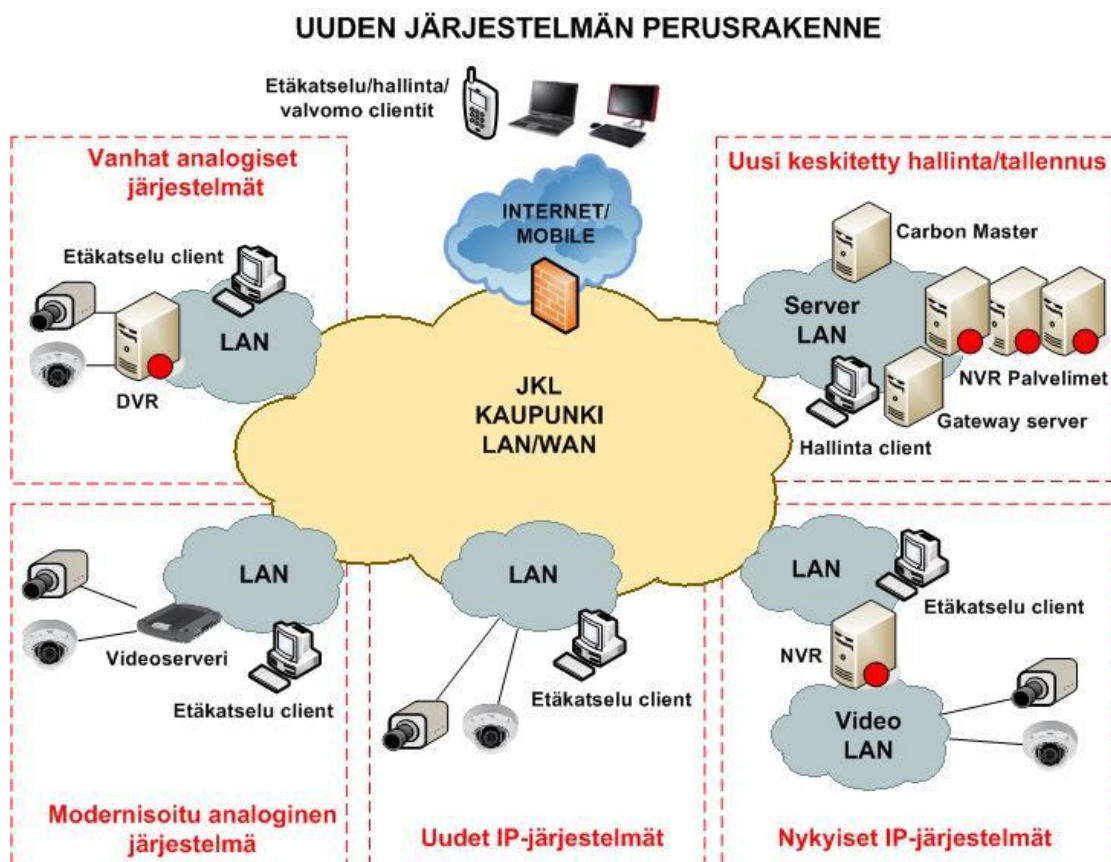 UUDEN JÄRJESTELMÄN PERUSRAKENNE
Etäkatselu/hallinta/
valvomo clientit
Vanhat analogiset
järjestelmät
Etäkatselu client
LAN
DVR
INTERNET/
MOBILE
Uusi keskitetty hallinta/tallennus
Carbon Master
Server
LAN
NVR Palvelimet
Gateway server
Hallinta client
JKL
KAUPUNKI
LAN/WAN
LAN
Videoserveri
Etäkatselu client
Modernisoitu analoginen
järjestelmä
LAN
Etäkatselu client
Uudet IP-järjestelmät
LAN
Etäkatselu client
NVR
Video
LAN
Nykyiset IP-järjestelmät